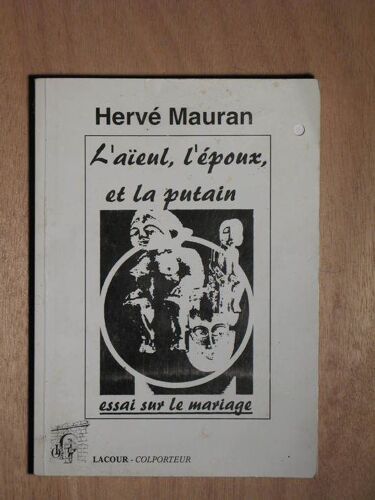 Hervé Mauran
L'aïeul, l'époux,
et la putain
essai sur le mariage
LACOUR - COLPORTEUR